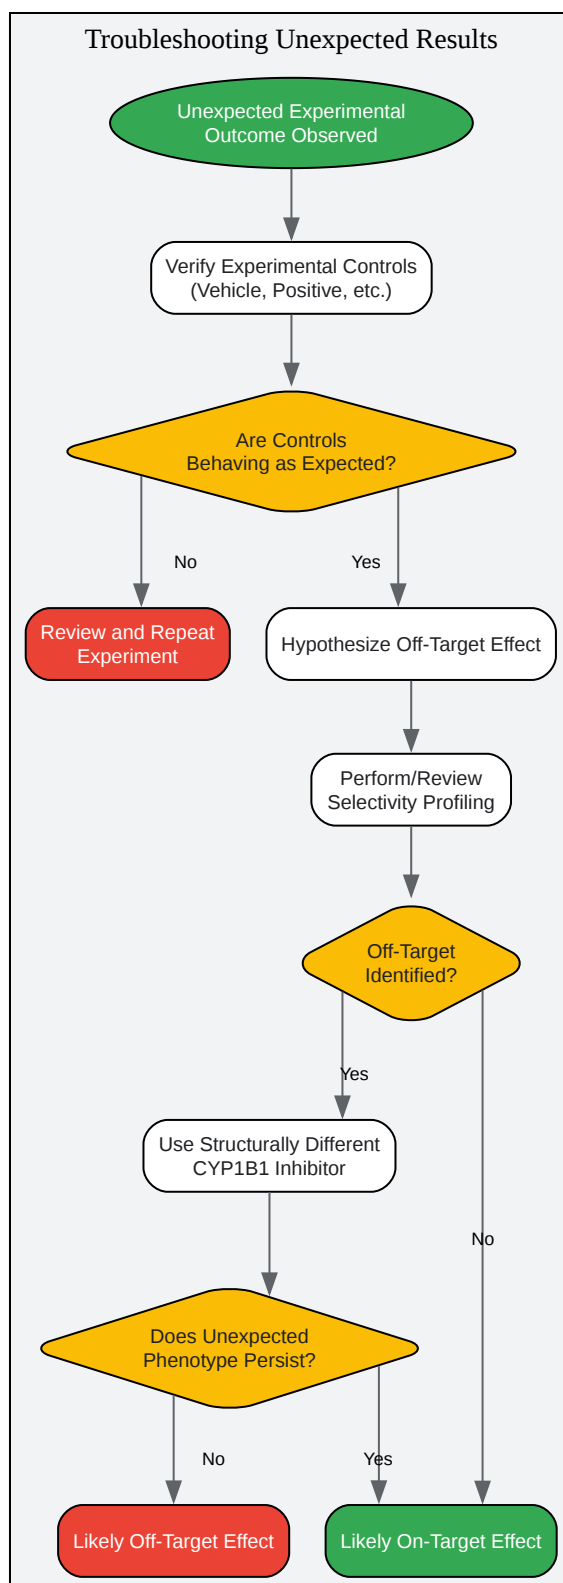 Troubleshooting Unexpected Results
Unexpected Experimental
Outcome Observed
Verify Experimental Controls
(Vehicle, Positive, etc.)
Are Controls
Behaving as Expected?
No
Yes
Review and Repeat
Experiment
Hypothesize Off-Target Effect
Perform/Review
Selectivity Profiling
Off-Target
Identified?
Yes
Use Structurally Different
CYP1B1 Inhibitor
No
Does Unexpected
Phenotype Persist?
No
Yes
Likely Off-Target Effect
Likely On-Target Effect